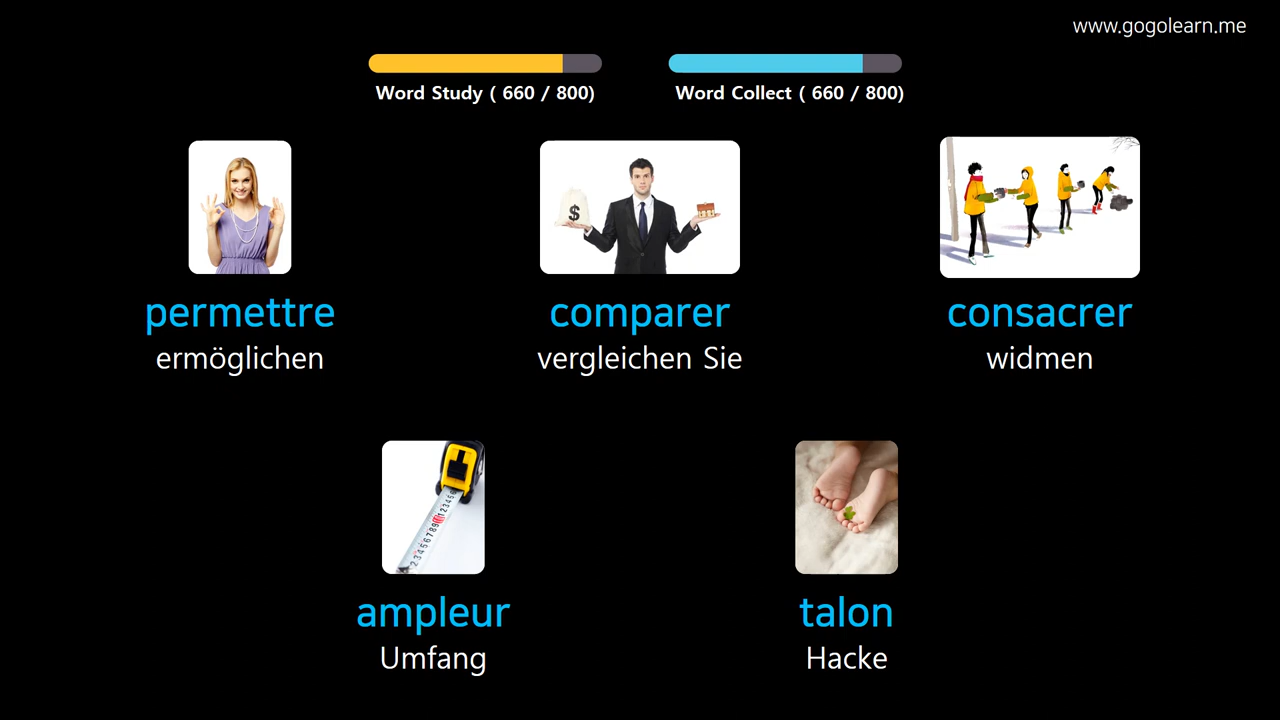 www.gogolearn.me
Word Study ( 660 / 800)
Word Collect ( 660 / 800)
permettre
ermöglichen
comparer
vergleichen Sie
consacrer
widmen
ampleur
Umfang
talon
Hacke